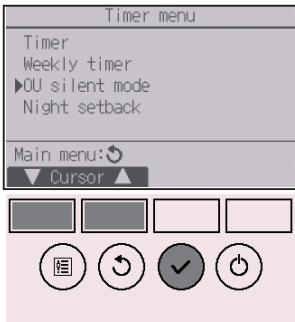 Timer menu
Timer
Weekly timer
▶OU silent mode
Night setback
Main menu:
▼ Cursor ▲